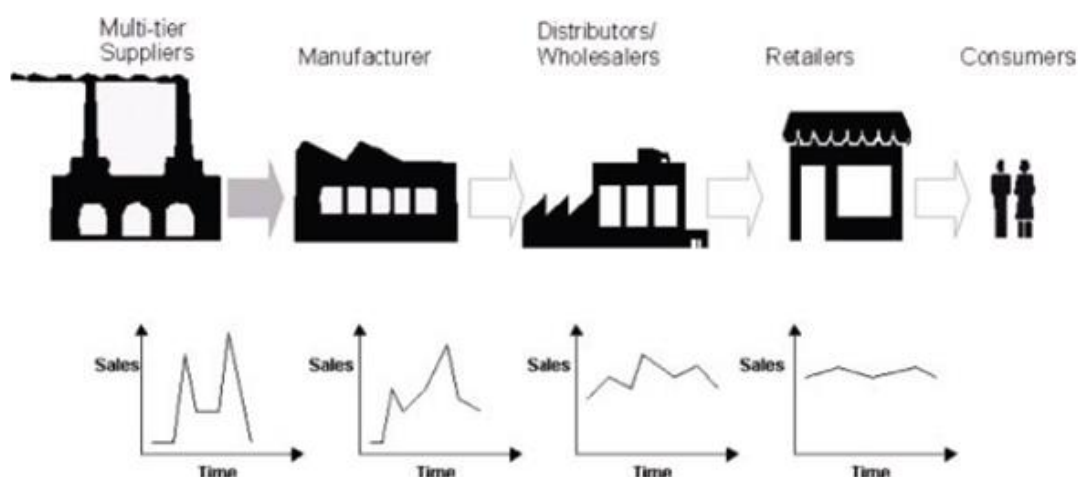 Multi-tier
Suppliers
Manufacturer
Distributors/
Wholesalers
Retailers
Consumers
Sales
Time
Sales
Time
Sales
Time
Sales
Time